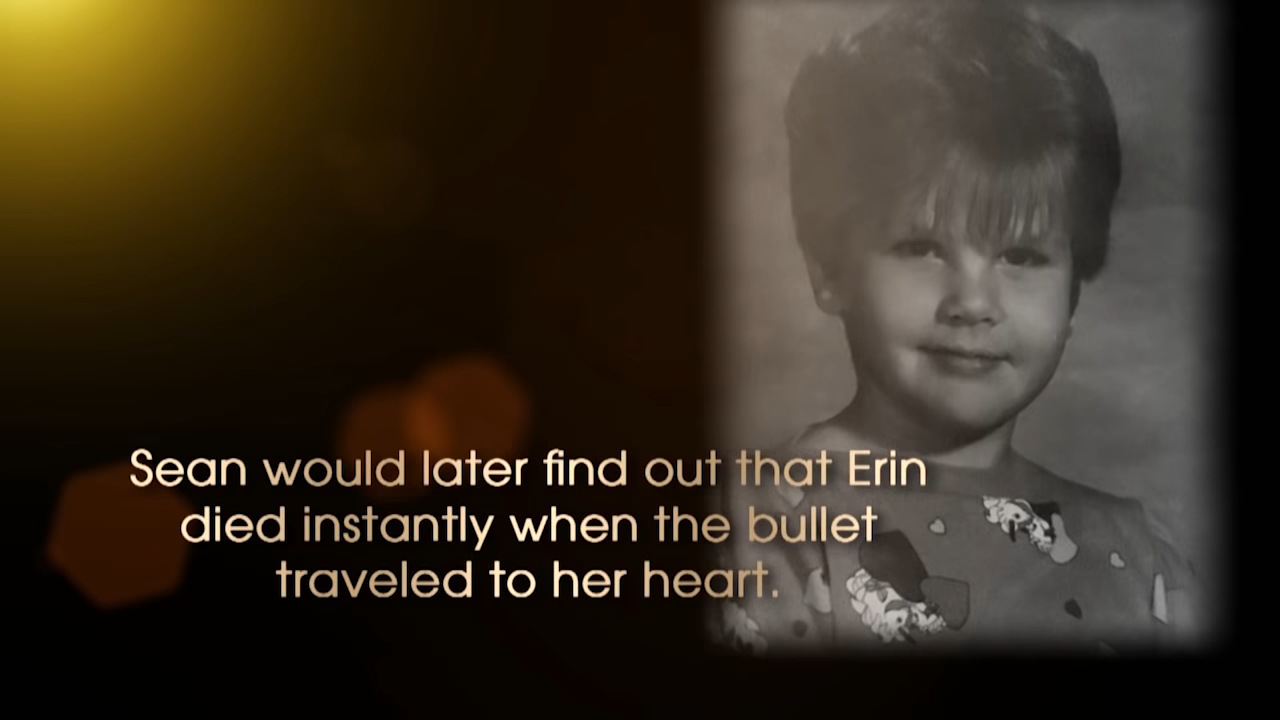 Sean would later find out that Erin
died instantly when the bullet
traveled to her heart.